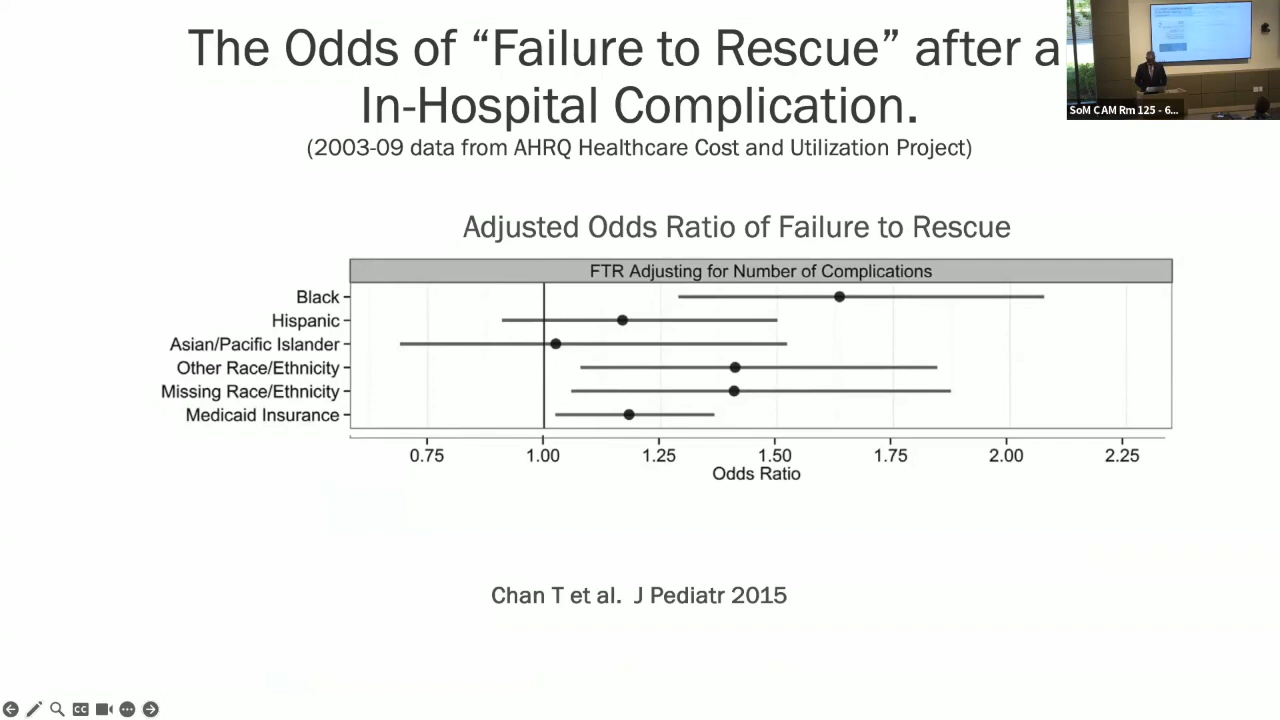 The Odds of “Failure to Rescue” after a
In-Hospital Complication.
(2003-09 data from AHRQ Healthcare Cost and Utilization Project)
SoM CAM Rm 125 - 6...
Adjusted Odds Ratio of Failure to Rescue
FTR Adjusting for Number of Complications
Black
Hispanic
Asian/Pacific Islander
Other Race/Ethnicity
Missing Race/Ethnicity
Medicaid Insurance
0.75 1.00 1.25 1.50 1.75 2.00 2.25
Odds Ratio
Chan T et al. J Pediatr 2015
CC